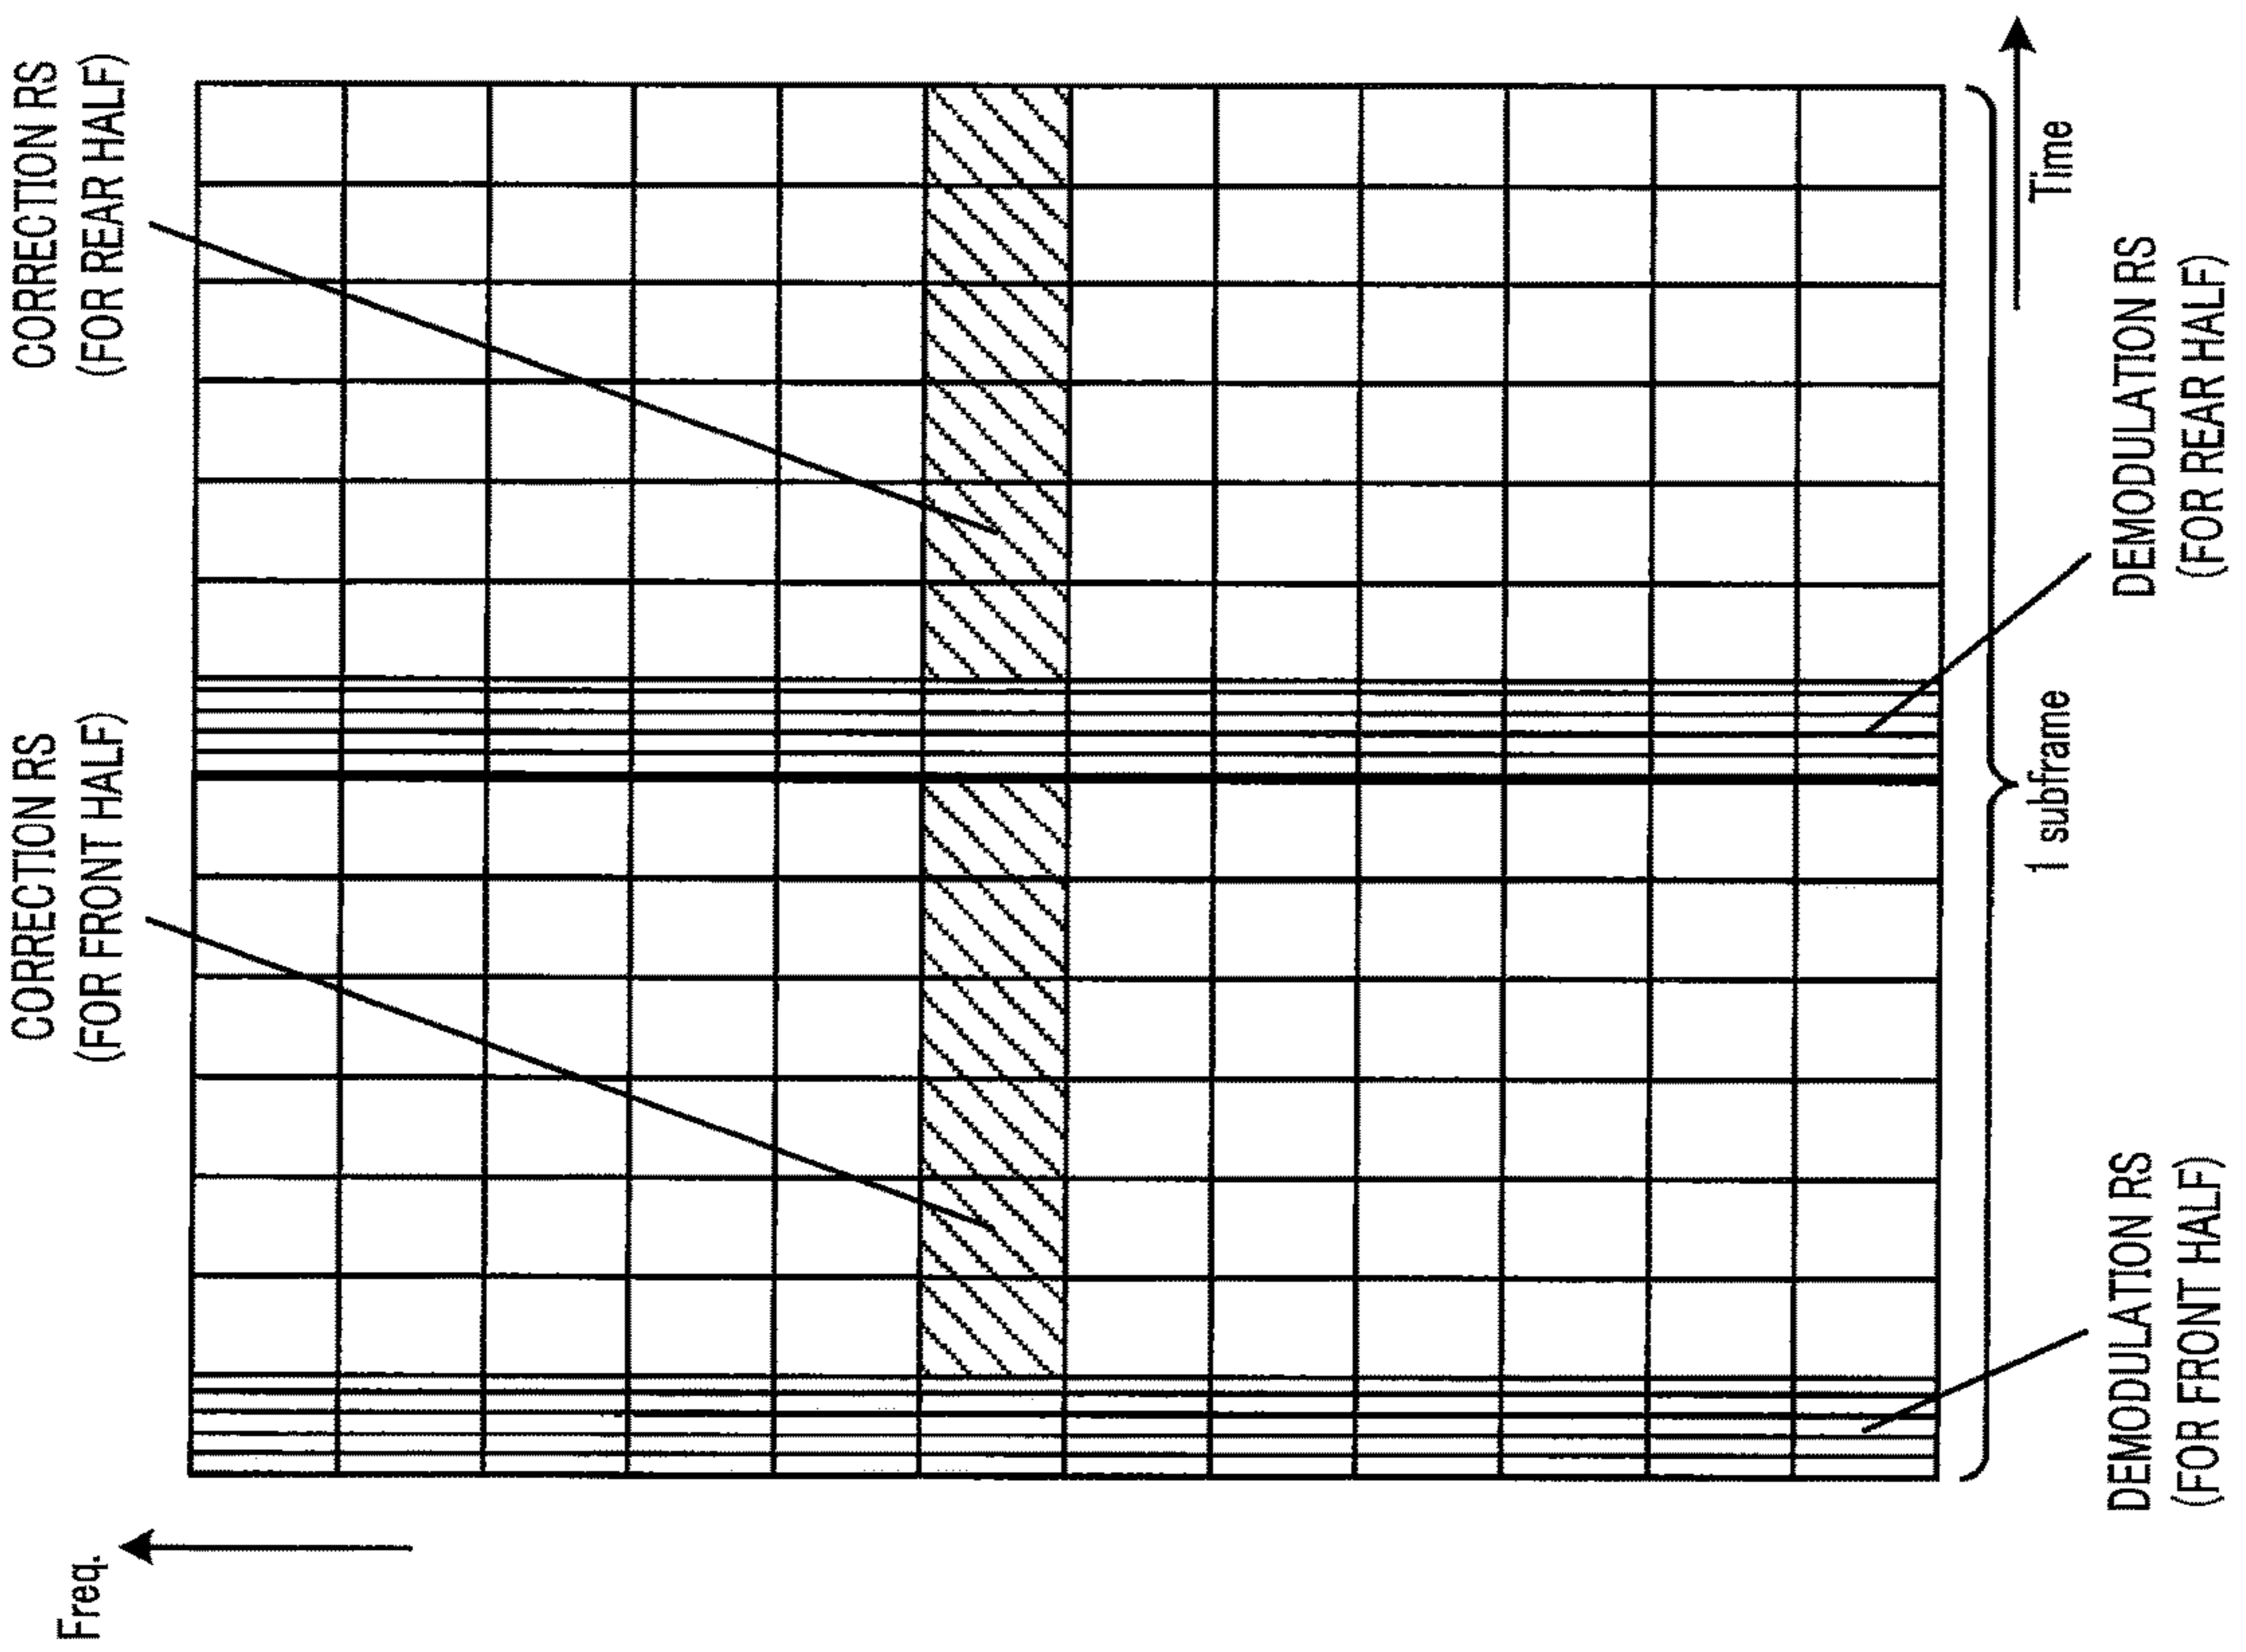 CORRECTION RS
(FOR FRONT HALF)
CORRECTION RS
(FOR REAR HALF)
Freq.
Time
1 subframe
DEMODULATION RS
(FOR FRONT HALF)
DEMODULATION RS
(FOR REAR HALF)